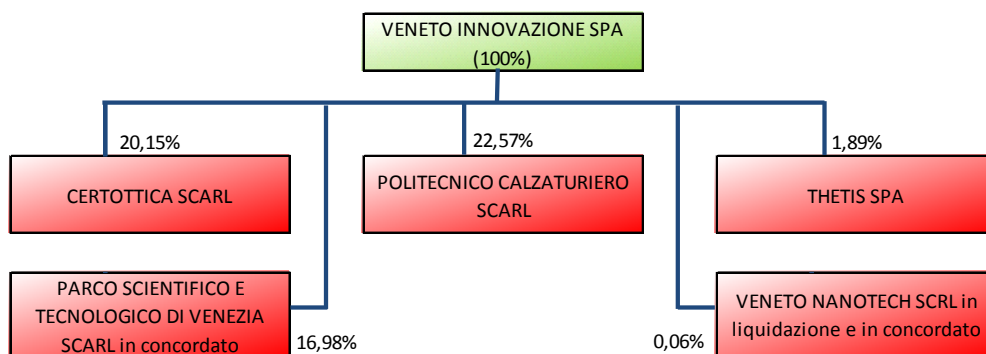 VENETO INNOVAZIONE SPA
(100%)
20,15%
22,57%
1,89%
CERTOTTICA SCARL
POLITECNICO CALZATURIERO
SCARL
THETIS SPA
PARCO SCIENTIFICO E
TECNOLOGICO DI VENEZIA
SCARL in concordato
16,98%
0,06%
VENETO NANOTECH SCRL in
liquidazione e in concordato